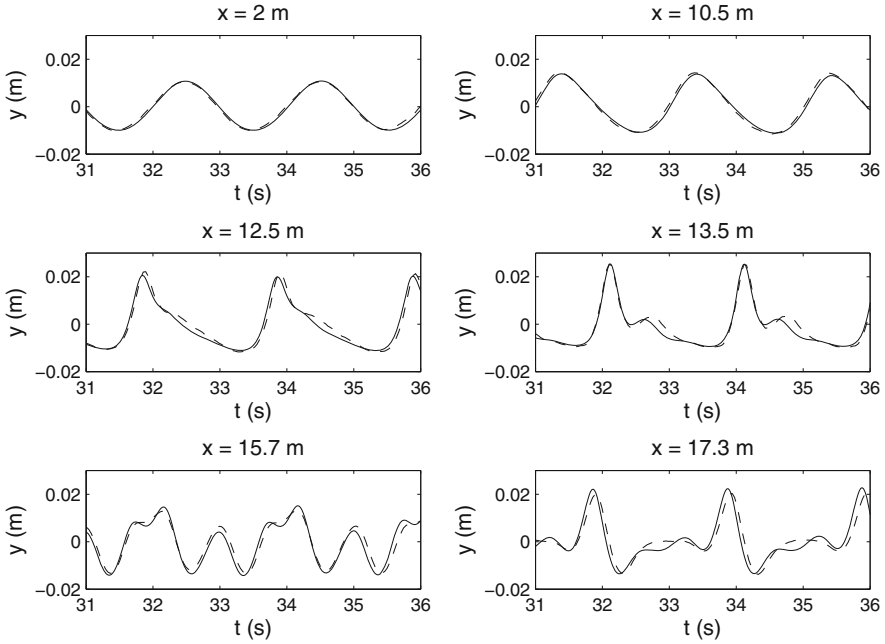 x = 2 m
x = 10.5 m
y (m)
0.02
0
−0.02
31 32 33 34 35 36
t (s)
y (m)
0.02
0
−0.02
31 32 33 34 35 36
t (s)
x = 12.5 m
x = 13.5 m
y (m)
0.02
0
−0.02
31 32 33 34 35 36
t (s)
y (m)
0.02
0
−0.02
31 32 33 34 35 36
t (s)
x = 15.7 m
x = 17.3 m
y (m)
0.02
0
−0.02
31 32 33 34 35 36
t (s)
y (m)
0.02
0
−0.02
31 32 33 34 35 36
t (s)